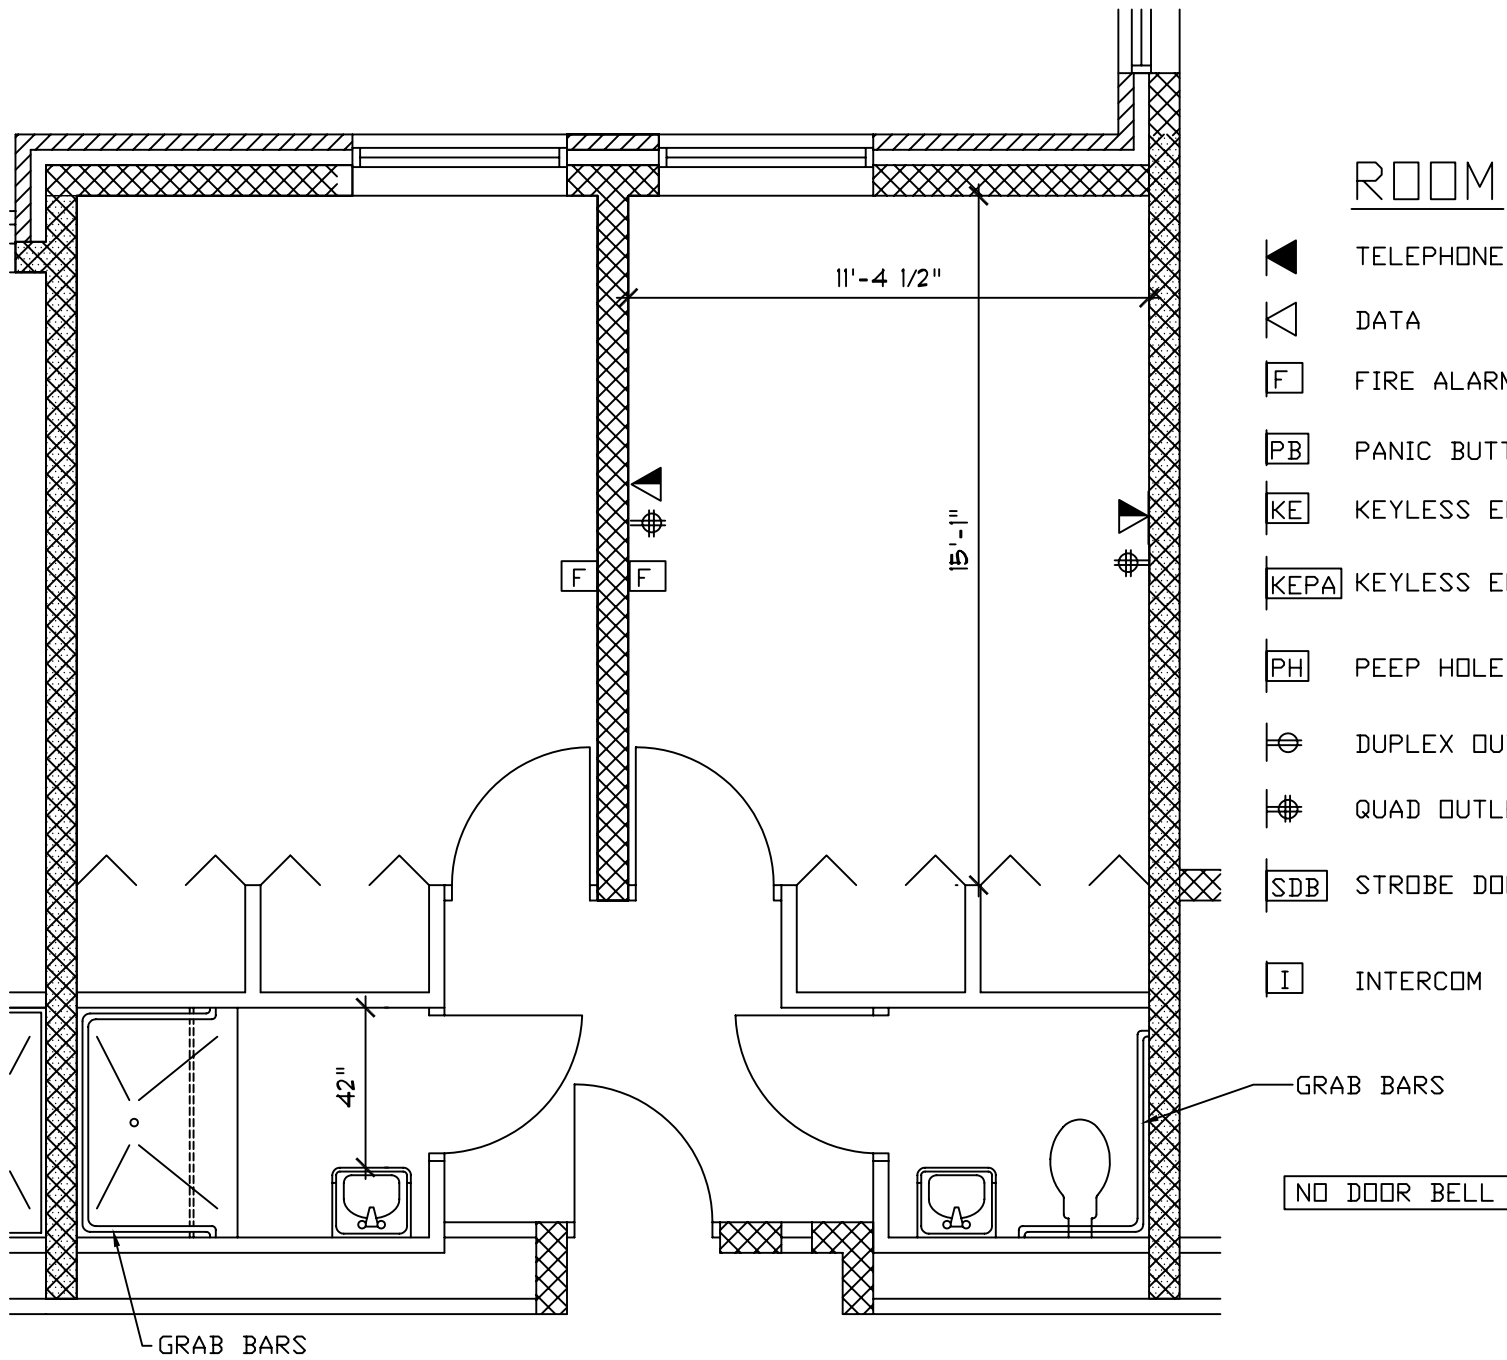 ROOM
TELEPHONE
DATA
F FIRE ALARM
PB PANIC BUTT
KE KEYLESS E
KEPA KEYLESS E
PH PEEP HOLE
DUPLEX OU
QUAD OUTL
SDB STROBE DO
I INTERCOM
11'-4 1/2"
15'-1"
F F
42"
GRAB BARS
NO DOOR BELL
GRAB BARS